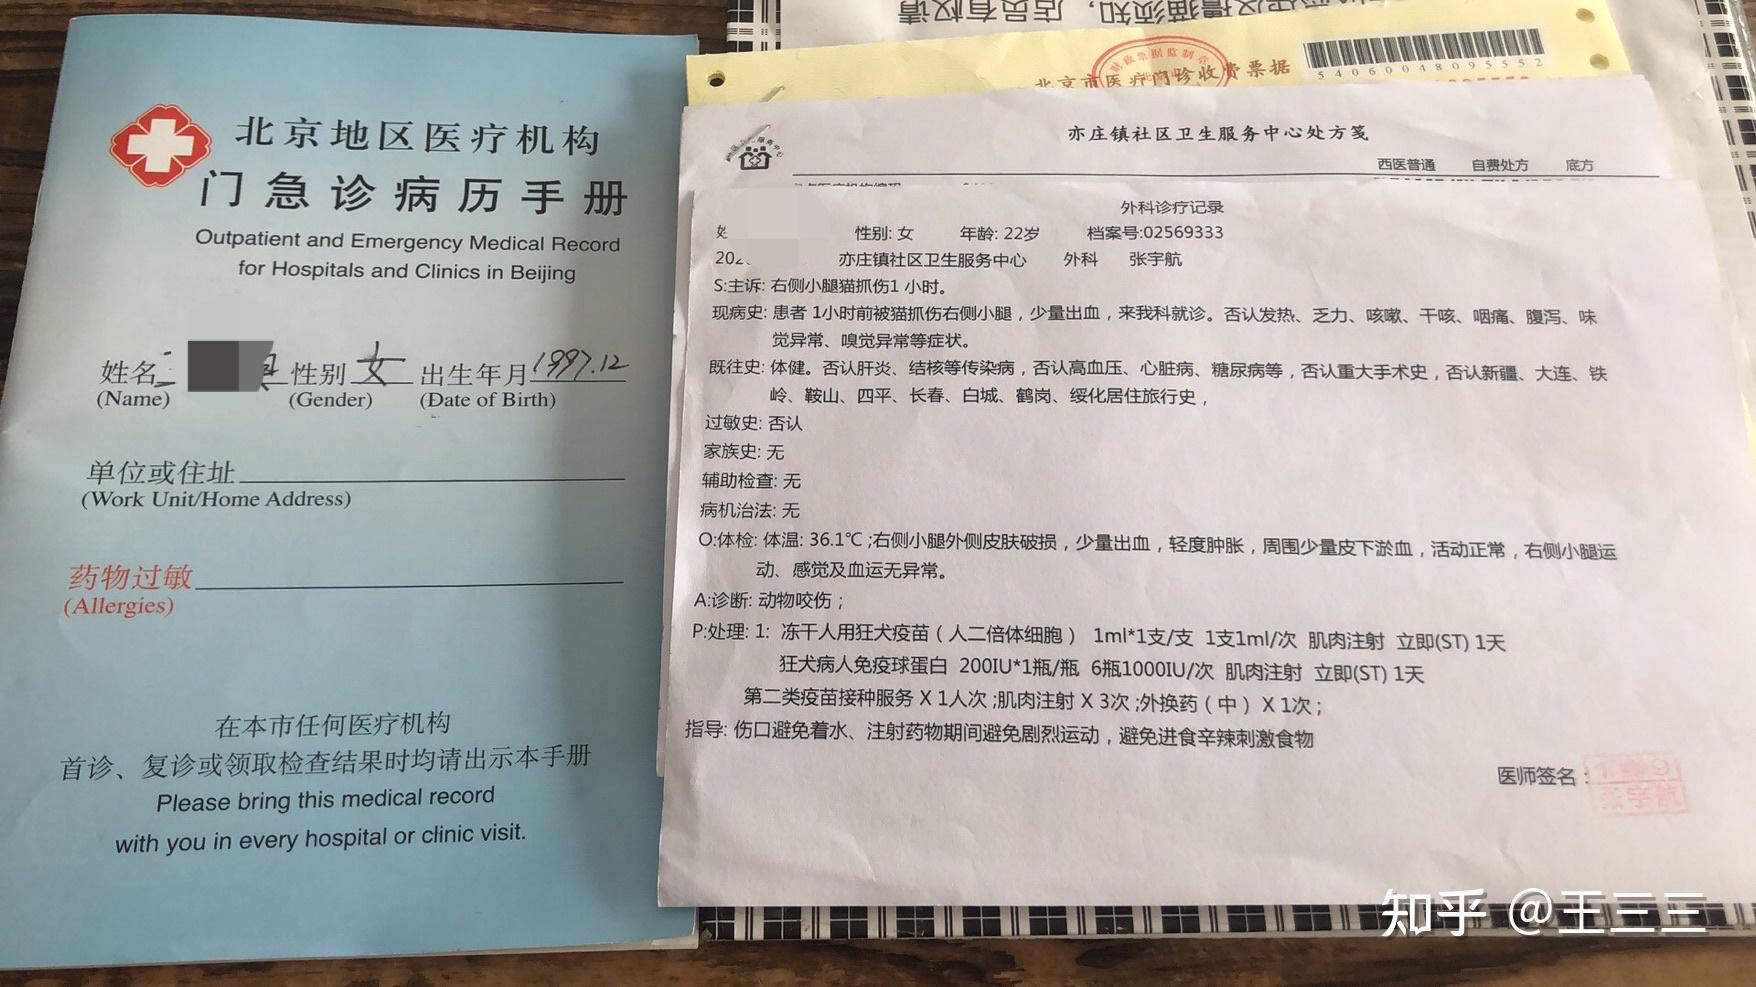 北京地区医疗机构
门急诊病历手册
Outpatient and Emergency Medical Record
for Hospitals and Clinics in Beijing
姓名 性别 女 出生年月 1997.12
(Name) (Gender) (Date of Birth)
单位或住址
(Work Unit/Home Address)
药物过敏
(Allergies)
在本市任何医疗机构
首诊、复诊或领取检查结果时均请出示本手册
Please bring this medical record
with you in every hospital or clinic visit.
店员有权请
北京市医疗门诊收费票据
54060048095552
亦庄镇社区卫生服务中心处方笺
西医普通 自费处方 底方
外科诊疗记录
性别: 女 年龄: 22岁 档案号:02569333
202 亦庄镇社区卫生服务中心 外科 张宇航
S:主诉: 右侧小腿猫抓伤1 小时。
现病史: 患者 1小时前被猫抓伤右侧小腿，少量出血，来我科就诊。否认发热、乏力、咳嗽、干咳、咽痛、腹泻、味
觉异常、嗅觉异常等症状。
既往史: 体健。否认肝炎、结核等传染病，否认高血压、心脏病、糖尿病等，否认重大手术史，否认新疆、大连、铁
岭、鞍山、四平、长春、白城、鹤岗、绥化居住旅行史，
过敏史: 否认
家族史: 无
辅助检查: 无
病机治法: 无
O:体检: 体温: 36.1℃ ;右侧小腿外侧皮肤破损，少量出血，轻度肿胀，周围少量皮下淤血，活动正常，右侧小腿运
动、感觉及血运无异常。
A:诊断: 动物咬伤；
P:处理: 1: 冻干人用狂犬疫苗（人二倍体细胞） 1ml*1支/支 1支1ml/次 肌肉注射 立即(ST) 1天
狂犬病人免疫球蛋白 200IU*1瓶/瓶 6瓶1000IU/次 肌肉注射 立即(ST) 1天
第二类疫苗接种服务 X 1人次 ;肌肉注射 X 3次 ;外换药（中） X 1次；
指导: 伤口避免着水、注射药物期间避免剧烈运动，避免进食辛辣刺激食物
医师签名:
张宇航
知乎 @王三三